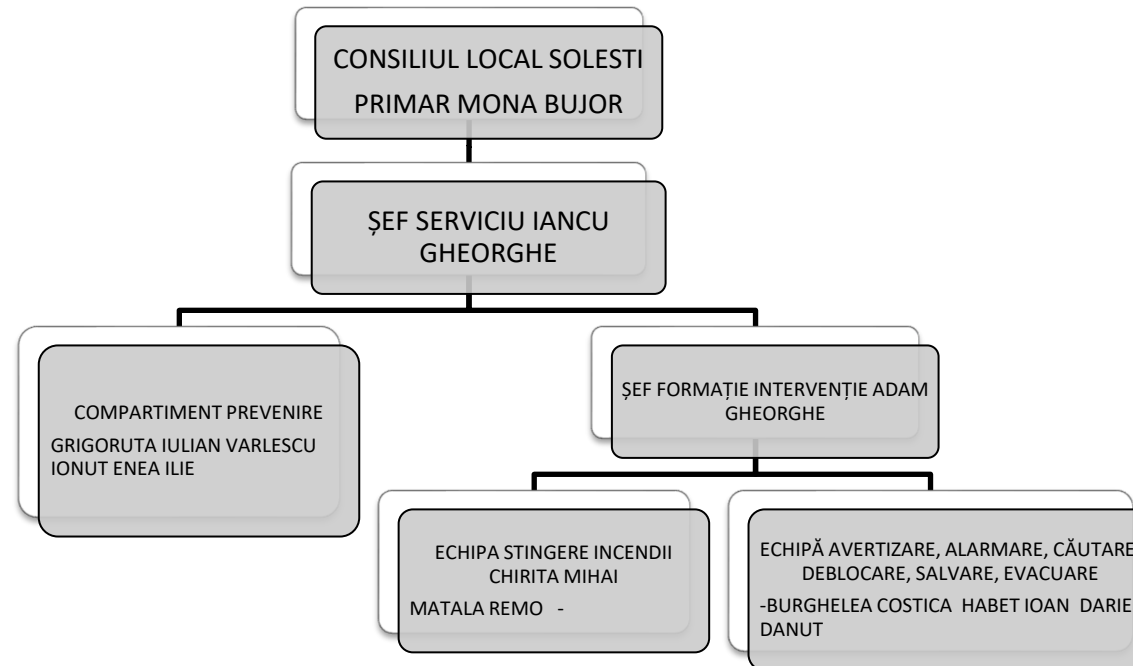 CONSILIUL LOCAL SOLESTI
PRIMAR MONA BUJOR
ȘEF SERVICIU IANCU
GHEORGHE
COMPARTIMENT PREVENIRE
GRIGORUTA IULIAN VARLESCU
IONUT ENEA ILIE
ȘEF FORMAȚIE INTERVENȚIE ADAM
GHEORGHE
ECHIPA STINGERE INCENDII
CHIRITA MIHAI
MATALA REMO -
ECHIPĂ AVERTIZARE, ALARMARE, CĂUTARE
DEBLOCARE, SALVARE, EVACUARE
-BURGHELEA COSTICA HABET IOAN DARIE
DANUT